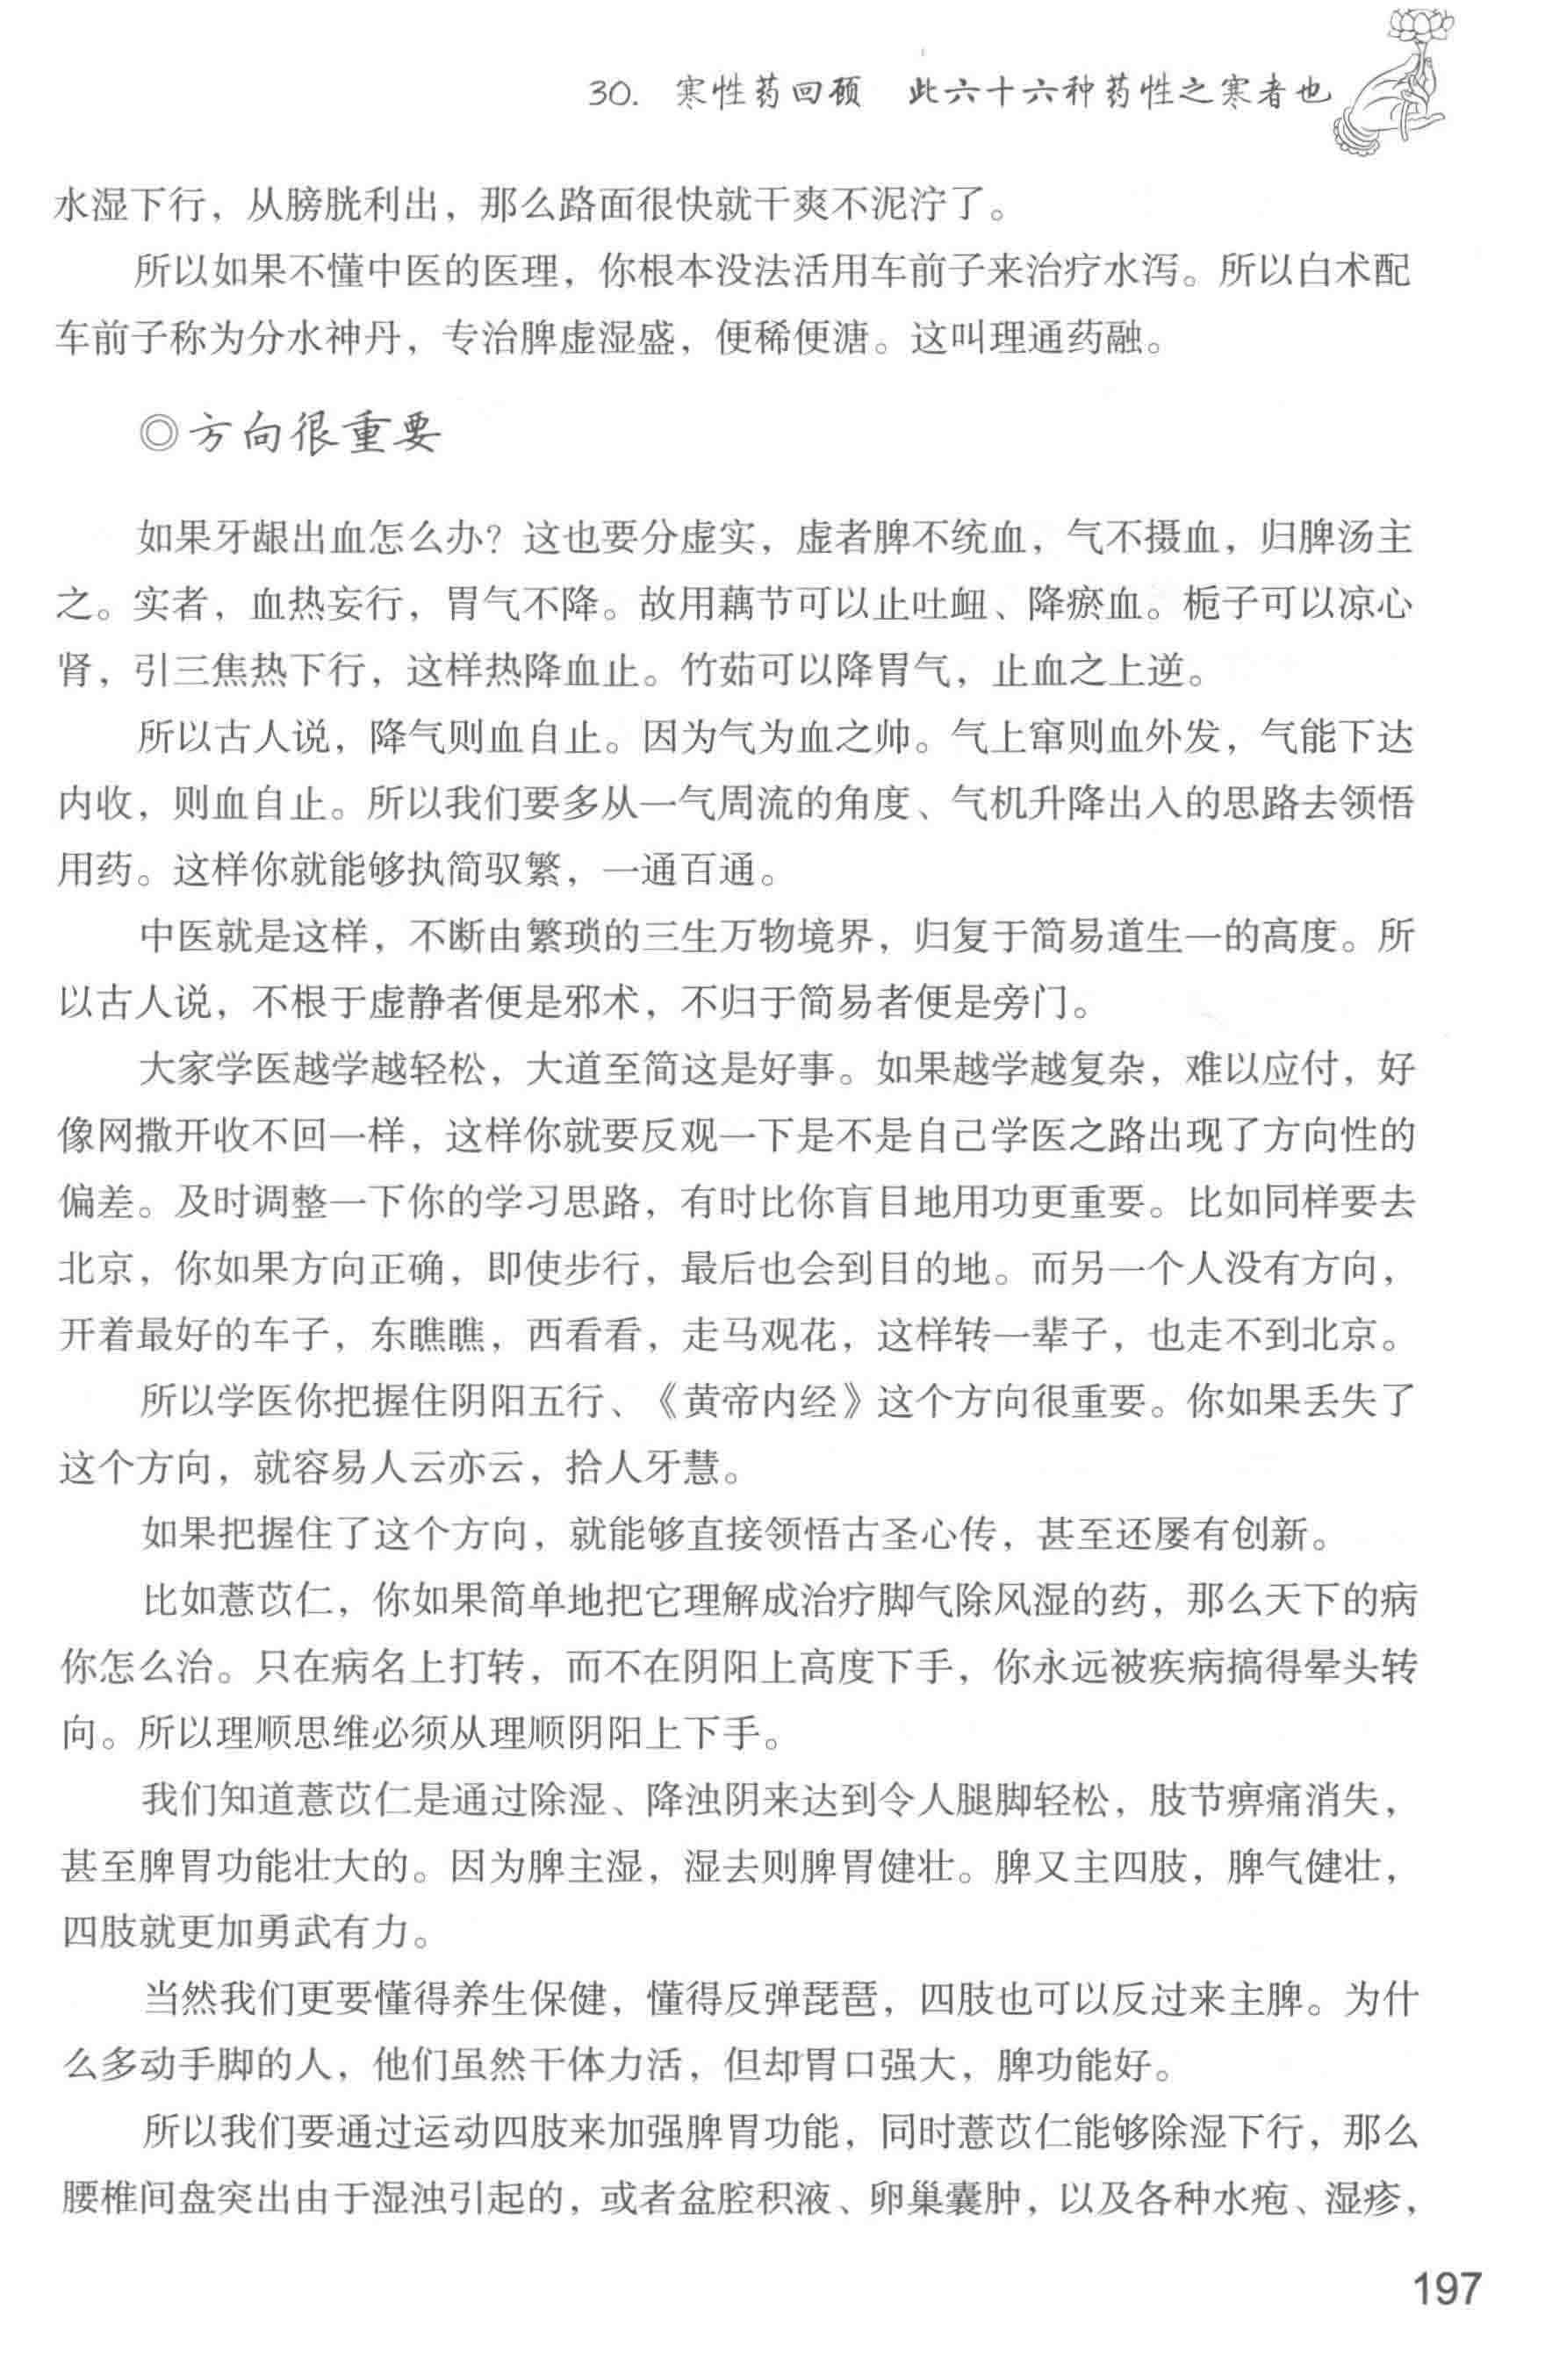 30. 寒性药回顾　此六十六种药性之寒者也
水湿下行，从膀胱利出，那么路面很快就干爽不泥泞了。
所以如果不懂中医的医理，你根本没法活用车前子来治疗水泻。所以白术配
车前子称为分水神丹，专治脾虚湿盛，便稀便溏。这叫理通药融。
◎方向很重要
如果牙龈出血怎么办？这也要分虚实，虚者脾不统血，气不摄血，归脾汤主
之。实者，血热妄行，胃气不降。故用藕节可以止吐衄、降瘀血。栀子可以凉心
肾，引三焦热下行，这样热降血止。竹茹可以降胃气，止血之上逆。
所以古人说，降气则血自止。因为气为血之帅。气上窜则血外发，气能下达
内收，则血自止。所以我们要多从一气周流的角度、气机升降出入的思路去领悟
用药。这样你就能够执简驭繁，一通百通。
中医就是这样，不断由繁琐的三生万物境界，归复于简易道生一的高度。所
以古人说，不根于虚静者便是邪术，不归于简易者便是旁门。
大家学医越学越轻松，大道至简这是好事。如果越学越复杂，难以应付，好
像网撒开收不回一样，这样你就要反观一下是不是自己学医之路出现了方向性的
偏差。及时调整一下你的学习思路，有时比你盲目地用功更重要。比如同样要去
北京，你如果方向正确，即使步行，最后也会到目的地。而另一个人没有方向，
开着最好的车子，东瞧瞧，西看看，走马观花，这样转一辈子，也走不到北京。
所以学医你把握住阴阳五行、《黄帝内经》这个方向很重要。你如果丢失了
这个方向，就容易人云亦云，拾人牙慧。
如果把握住了这个方向，就能够直接领悟古圣心传，甚至还屡有创新。
比如薏苡仁，你如果简单地把它理解成治疗脚气除风湿的药，那么天下的病
你怎么治。只在病名上打转，而不在阴阳上高度下手，你永远被疾病搞得晕头转
向。所以理顺思维必须从理顺阴阳上下手。
我们知道薏苡仁是通过除湿、降浊阴来达到令人腿脚轻松，肢节痹痛消失，
甚至脾胃功能壮大的。因为脾主湿，湿去则脾胃健壮。脾又主四肢，脾气健壮，
四肢就更加勇武有力。
当然我们更要懂得养生保健，懂得反弹琵琶，四肢也可以反过来主脾。为什
么多动手脚的人，他们虽然干体力活，但却胃口强大，脾功能好。
所以我们要通过运动四肢来加强脾胃功能，同时薏苡仁能够除湿下行，那么
腰椎间盘突出由于湿浊引起的，或者盆腔积液、卵巢囊肿，以及各种水疱、湿疹，
197